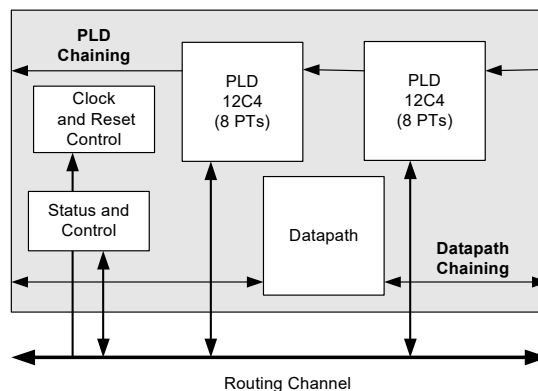 PLD
Chaining
PLD
12C4
(8 PTs)
PLD
12C4
(8 PTs)
Clock
and Reset
Control
Status and
Control
Datapath
Datapath
Chaining
Routing Channel